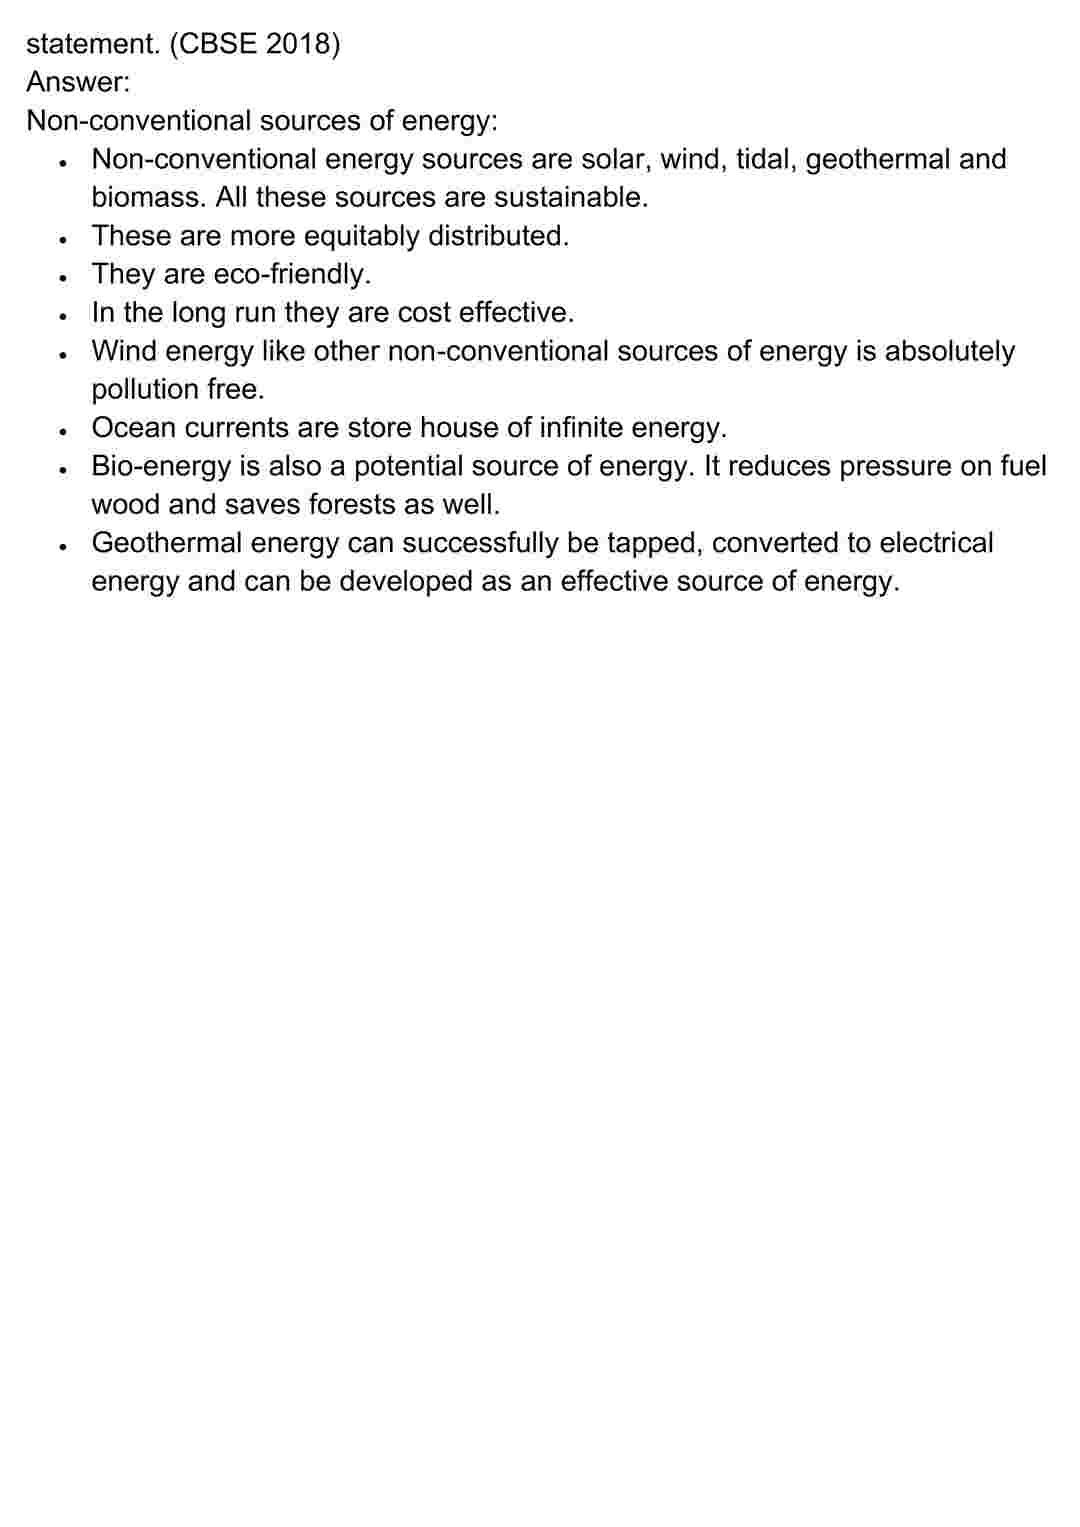 statement. (CBSE 2018)
Answer:
Non-conventional sources of energy:
• Non-conventional energy sources are solar, wind, tidal, geothermal and
biomass. All these sources are sustainable.
• These are more equitably distributed.
• They are eco-friendly.
• In the long run they are cost effective.
• Wind energy like other non-conventional sources of energy is absolutely
pollution free.
• Ocean currents are store house of infinite energy.
• Bio-energy is also a potential source of energy. It reduces pressure on fuel
wood and saves forests as well.
• Geothermal energy can successfully be tapped, converted to electrical
energy and can be developed as an effective source of energy.